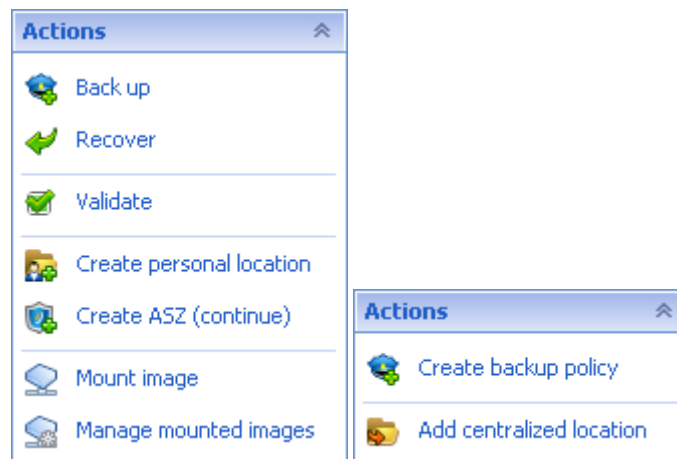 Actions
Back up
Recover
Validate
Create personal location
Create ASZ (continue)
Mount image
Manage mounted images
Actions
Create backup policy
Add centralized location